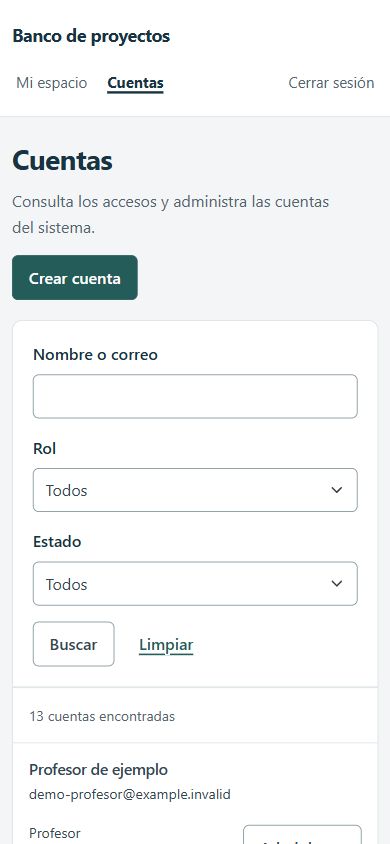 Banco de proyectos
Mi espacio Cuentas Cerrar sesión
Cuentas
Consulta los accesos y administra las cuentas
del sistema.
Crear cuenta
Nombre o correo
Rol
Todos
Estado
Todos
Buscar Limpiar
13 cuentas encontradas
Profesor de ejemplo
demo-profesor@example.invalid
Profesor